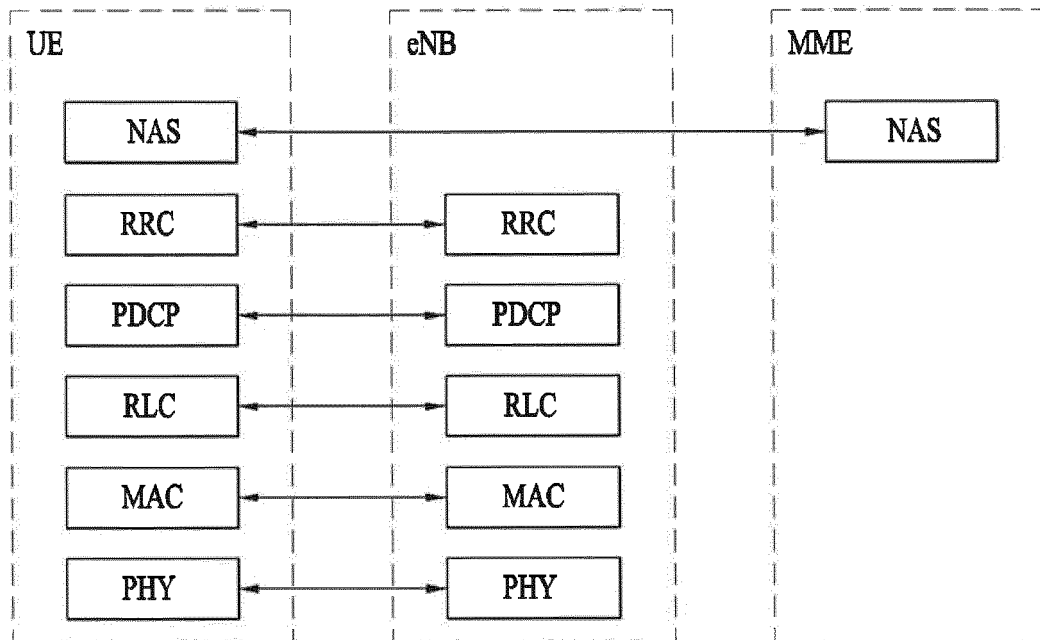 UE eNB MME
NAS NAS
RRC RRC
PDCP PDCP
RLC RLC
MAC MAC
PHY PHY